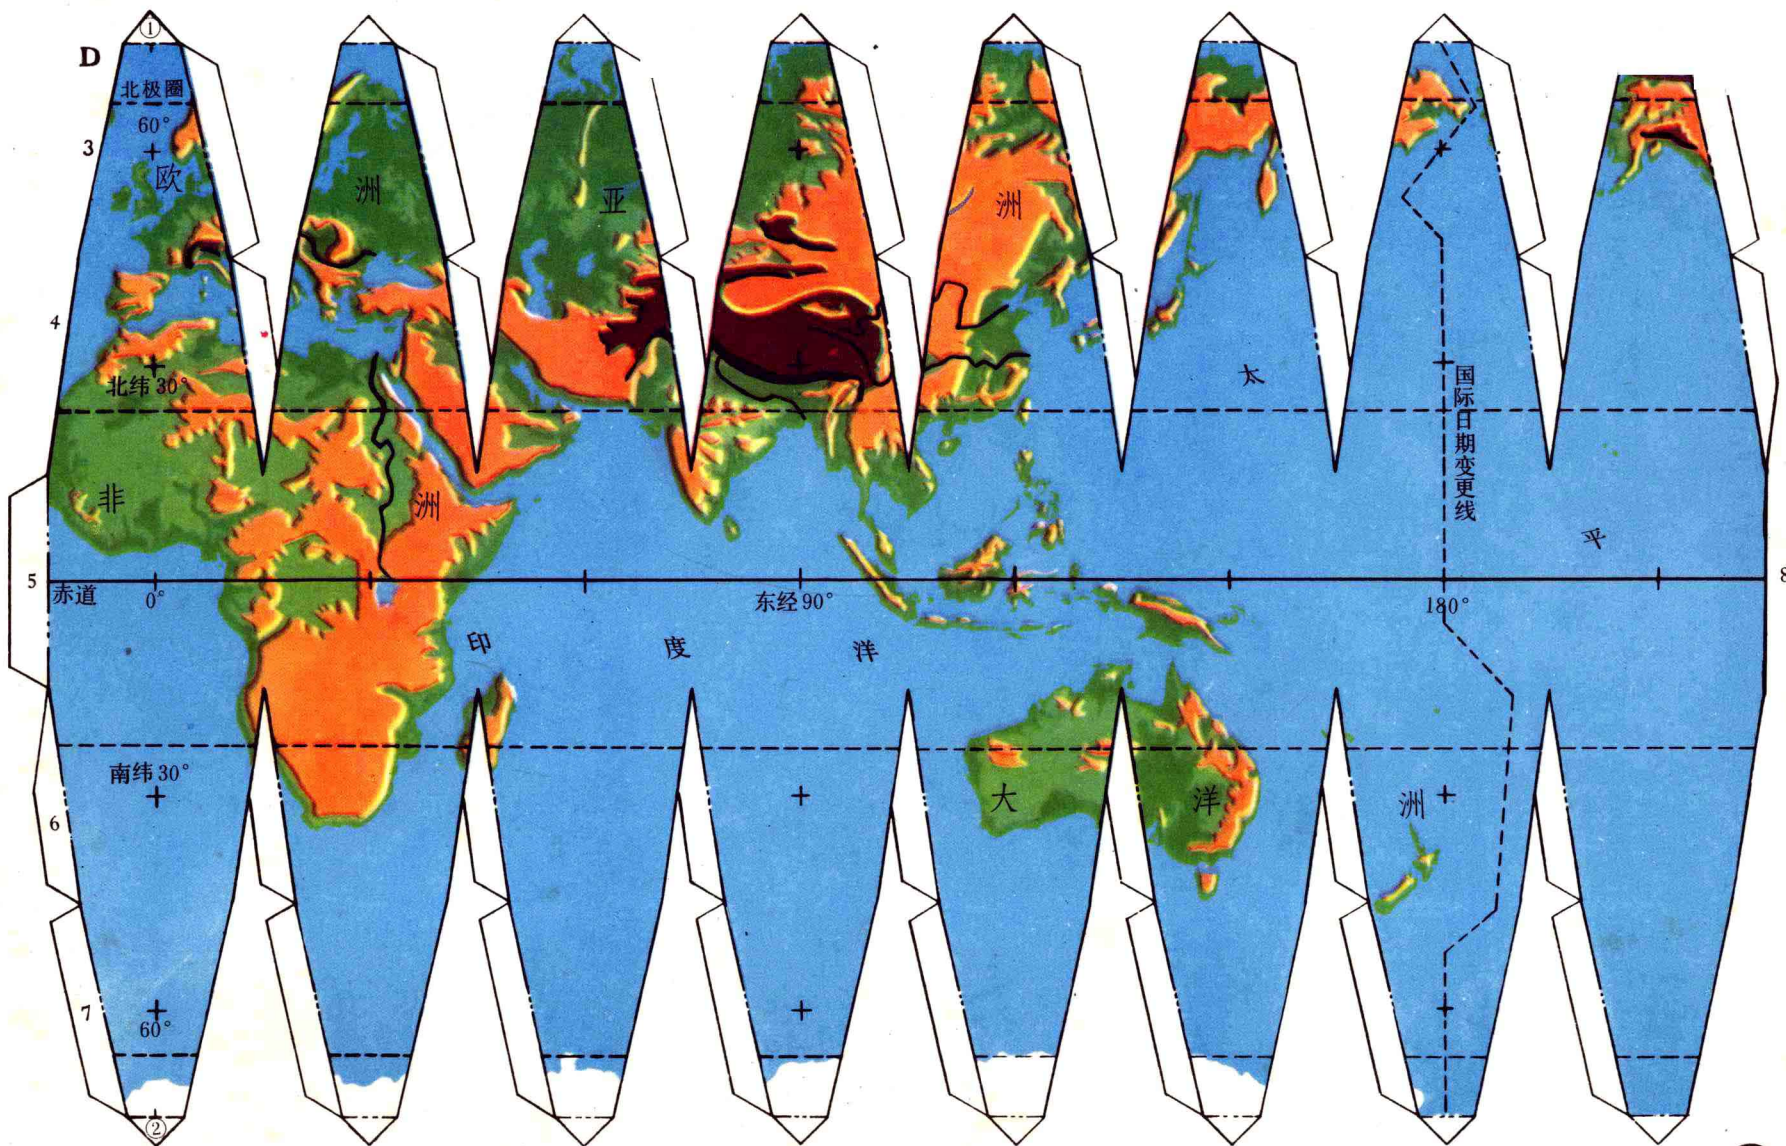 ①
D
北极圈
60°
3
欧
洲
亚
洲
4
北纬30°
太
国际日期变更线
非
洲
平
5
8
赤道
0°
东经90°
180°
印
度
洋
南纬30°
大
洋
洲
6
7
60°
②